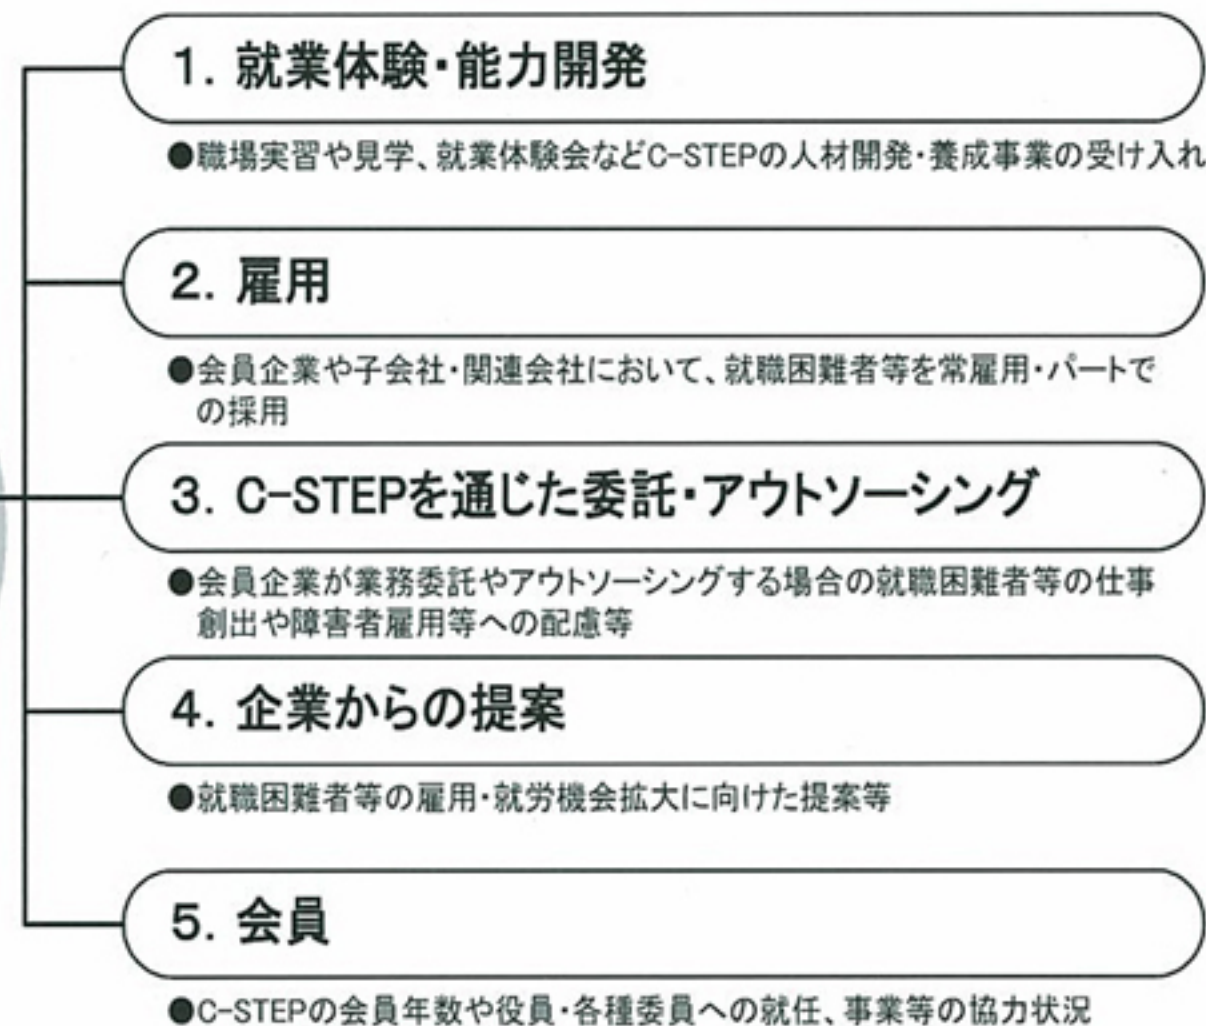 1. 就業体験・能力開発
●職場実習や見学、就業体験会などC-STEPの人材開発・養成事業の受け入れ
2. 雇用
●会員企業や子会社・関連会社において、就職困難者等を常雇用・パートで
の採用
3. C-STEPを通じた委託・アウトソーシング
●会員企業が業務委託やアウトソーシングする場合の就職困難者等の仕事
創出や障害者雇用等への配慮等
4. 企業からの提案
●就職困難者等の雇用・就労機会拡大に向けた提案等
5. 会員
●C-STEPの会員年数や役員・各種委員への就任、事業等の協力状況